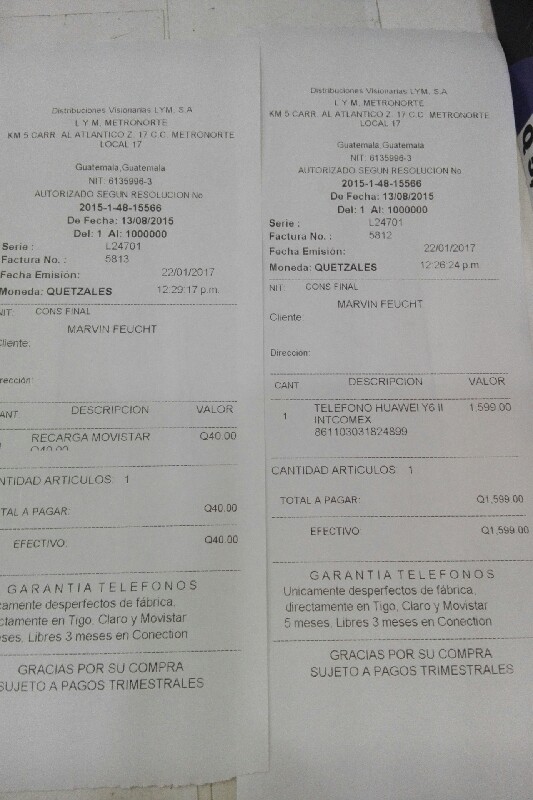 Distribuciones Visionarias LYM, S.A
L Y M, METRONORTE
KM 5 CARR. AL ATLANTICO Z. 17 C.C. METRONORTE
LOCAL 17
Guatemala,Guatemala
NIT: 6135996-3
AUTORIZADO SEGUN RESOLUCION No.
2015-1-48-15566
De Fecha: 13/08/2015
Del: 1 Al: 1000000
Serie : L24701
Factura No. : 5813
Fecha Emisión: 22/01/2017
Moneda: QUETZALES 12:29:17 p.m.
NIT: CONS FINAL
MARVIN FEUCHT
Cliente:
rección:
ANT DESCRIPCION VALOR
RECARGA MOVISTAR Q40.00
Q40.00
NTIDAD ARTICULOS: 1
TAL A PAGAR: Q40.00
EFECTIVO: Q40.00
GARANTIA TELEFONOS
camente desperfectos de fábrica,
ctamente en Tigo, Claro y Movistar
eses, Libres 3 meses en Conection
GRACIAS POR SU COMPRA
SUJETO A PAGOS TRIMESTRALES
Distribuciones Visionarias LYM, S.A
L Y M, METRONORTE
KM 5 CARR. AL ATLANTICO Z. 17 C.C. METRONORTE
LOCAL 17
Guatemala,Guatemala
NIT: 6135996-3
AUTORIZADO SEGUN RESOLUCION No.
2015-1-48-15566
De Fecha: 13/08/2015
Del: 1 Al: 1000000
Serie : L24701
Factura No. : 5812
Fecha Emisión: 22/01/2017
Moneda: QUETZALES 12:26:24 p.m.
NIT: CONS FINAL
MARVIN FEUCHT
Cliente:
Dirección:
CANT DESCRIPCION VALOR
1 TELEFONO HUAWEI Y6 II 1,599.00
INTCOMEX
861103031824899
CANTIDAD ARTICULOS: 1
TOTAL A PAGAR: Q1,599.00
EFECTIVO: Q1,599.00
GARANTIA TELEFONOS
Unicamente desperfectos de fábrica,
directamente en Tigo, Claro y Movistar
5 meses, Libres 3 meses en Conection
GRACIAS POR SU COMPRA
SUJETO A PAGOS TRIMESTRALES